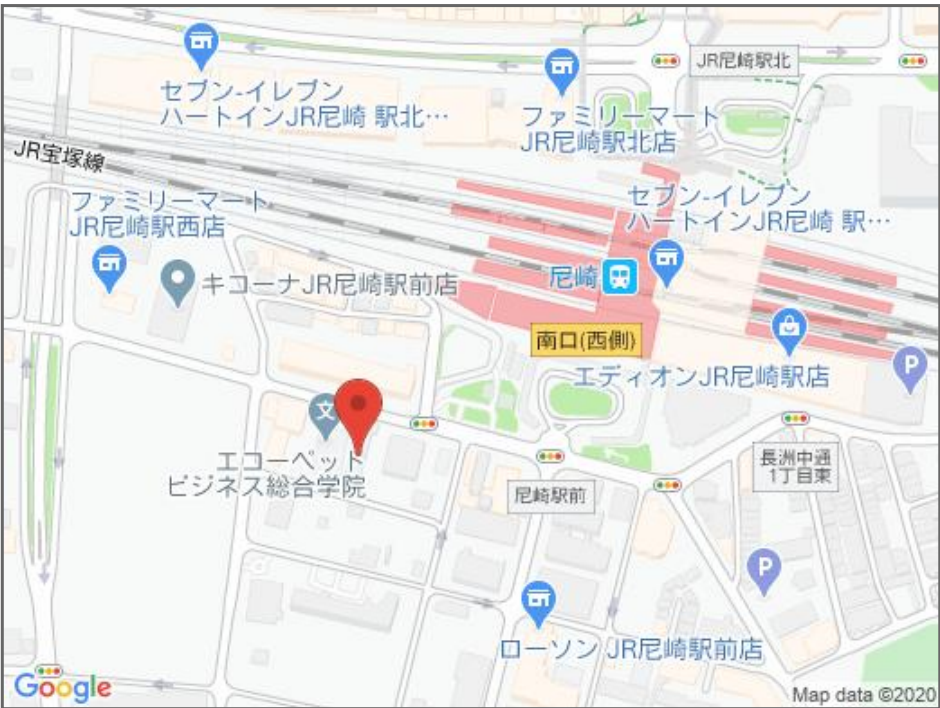 JR尼崎駅北
セブン-イレブン
ハートインJR尼崎 駅北…
ファミリーマート
JR尼崎駅北店
JR宝塚線
ファミリーマート
JR尼崎駅西店
セブン-イレブン
ハートインJR尼崎 駅…
キコーナJR尼崎駅前店
尼崎
南口(西側)
エディオンJR尼崎駅店
P
文
エコーペット
ビジネス総合学院
長洲中通
1丁目東
尼崎駅前
P
ローソン JR尼崎駅前店
Google
Map data ©2020